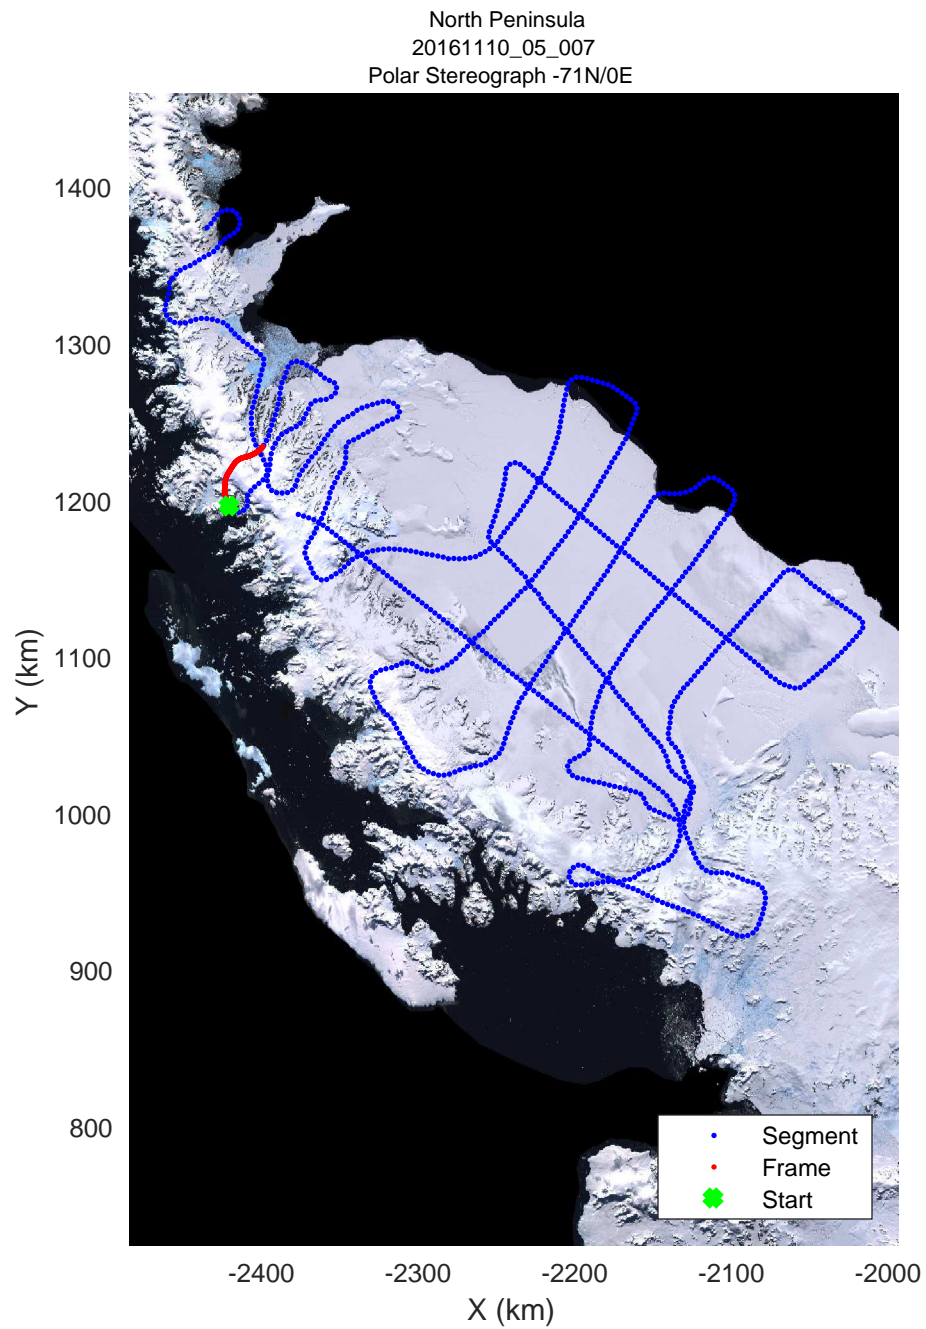 North Peninsula
20161110_05_007
Polar Stereograph -71N/0E
1400
1300
1200
1100
1000
900
800
Y (km)
Segment
Frame
Start
-2400
-2300
-2200
-2100
-2000
X (km)